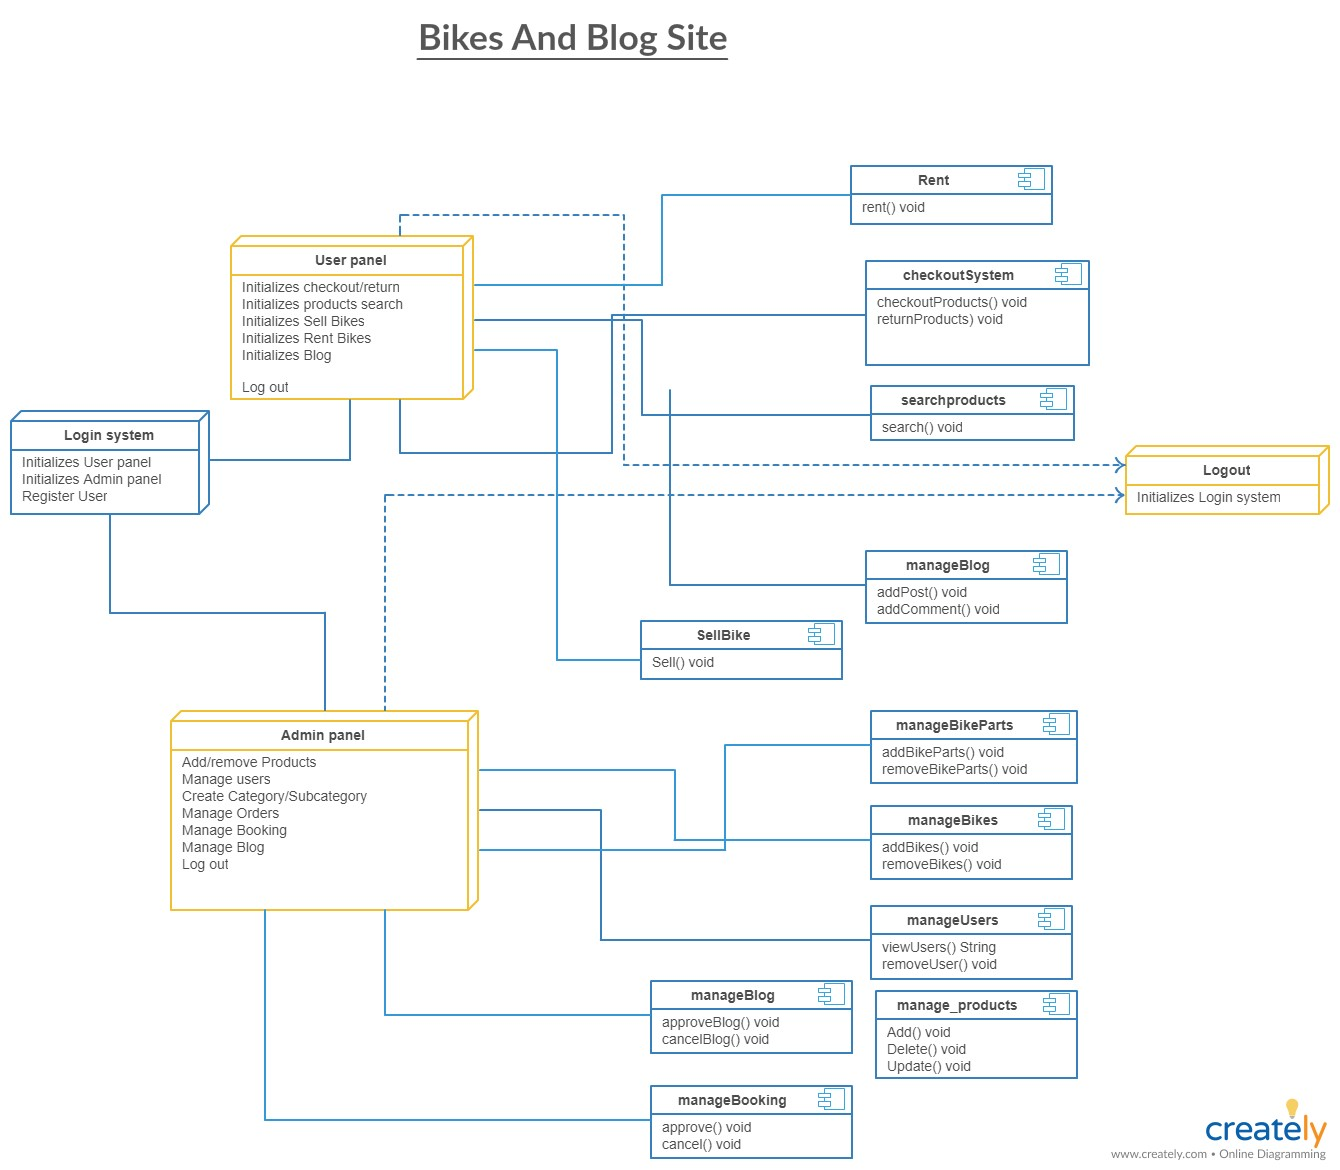 Bikes And Blog Site
Rent
rent() void
User panel
Initializes checkout/return
Initializes products search
Initializes Sell Bikes
Initializes Rent Bikes
Initializes Blog
Log out
checkoutSystem
checkoutProducts() void
returnProducts) void
searchproducts
search() void
Login system
Initializes User panel
Initializes Admin panel
Register User
Logout
Initializes Login system
manageBlog
addPost() void
addComment() void
SellBike
Sell() void
Admin panel
Add/remove Products
Manage users
Create Category/Subcategory
Manage Orders
Manage Booking
Manage Blog
Log out
manageBikeParts
addBikeParts() void
removeBikeParts() void
manageBikes
addBikes() void
removeBikes() void
manageUsers
viewUsers() String
removeUser() void
manageBlog
approveBlog() void
cancelBlog() void
manage_products
Add() void
Delete() void
Update() void
manageBooking
approve() void
cancel() void
creately
www.creately.com • Online Diagramming